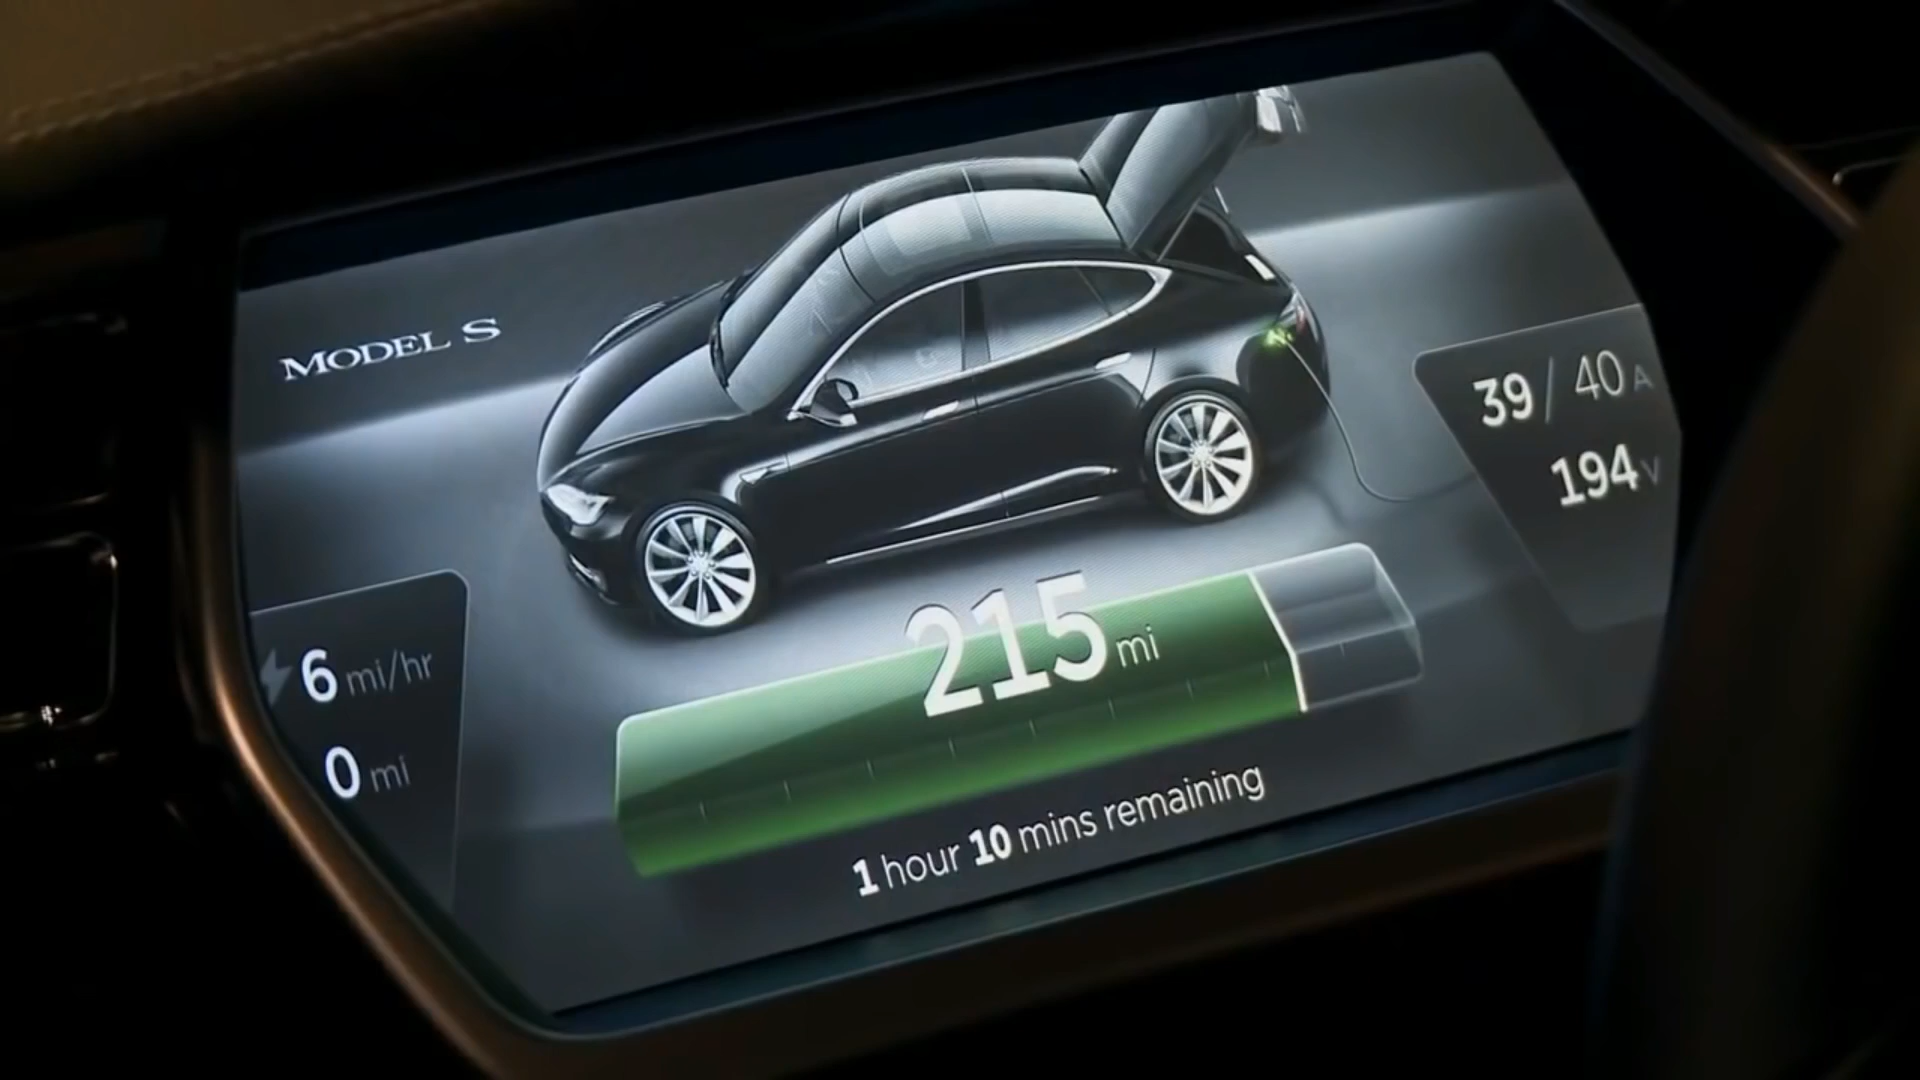 MODEL S
39 / 40 A
194 V
6 mi/hr
0 mi
215 mi
1 hour 10 mins remaining